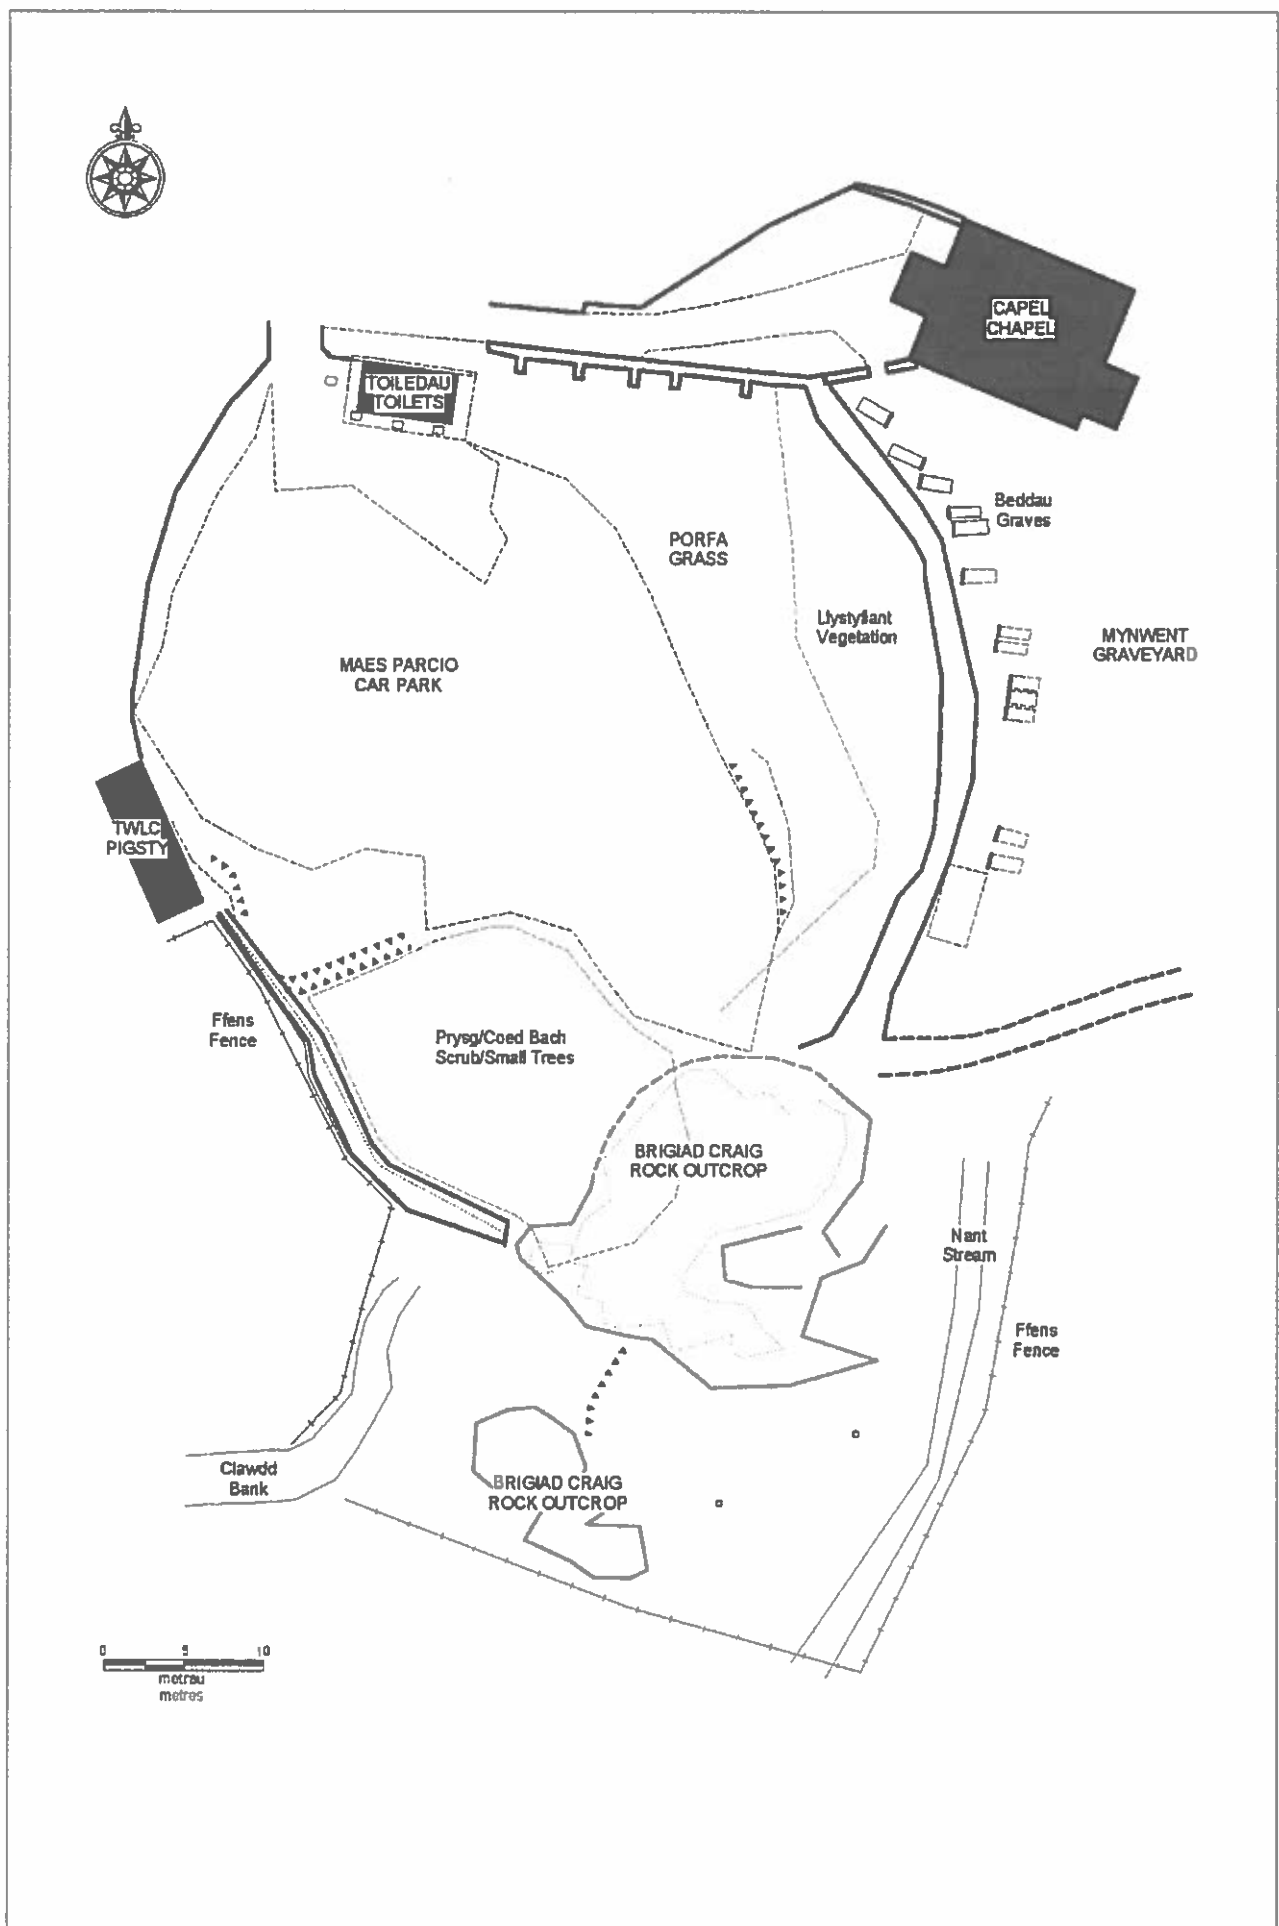 CAPEL
CHAPEL
TOILEDAU
TOILETS
Beddau
Graves
PORFA
GRASS
Llystyfiant
Vegetation
MYNWENT
GRAVEYARD
MAES PARCIO
CAR PARK
TWLC
PIGSTY
Ffens
Fence
Prysg/Coed Bach
Scrub/Small Trees
BRIGIAD CRAIG
ROCK OUTCROP
Nant
Stream
Ffens
Fence
Clawdd
Bank
BRIGIAD CRAIG
ROCK OUTCROP
0 5 10
metrau
metres